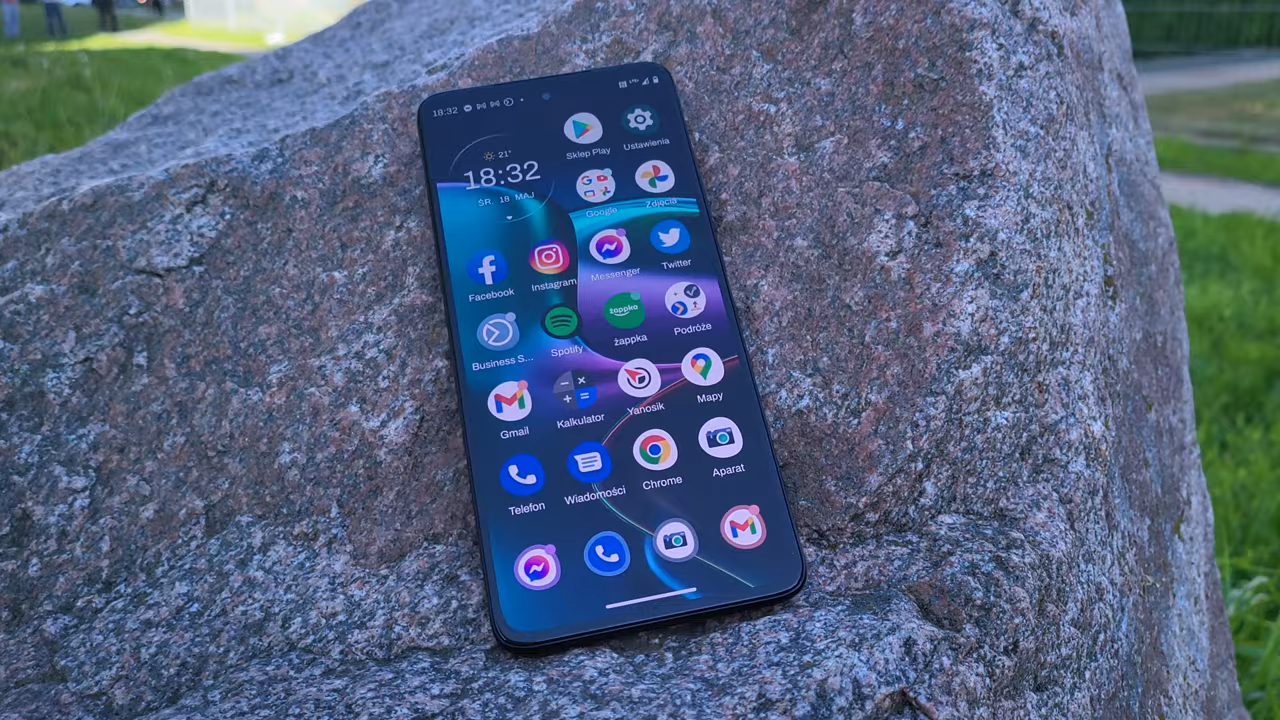 18:32
21°
18:32
ŚR. 18 MAJ
Sklep Play
Ustawienia
Google
Zdjęcia
Facebook
Instagram
Messenger
Twitter
Business S...
Spotify
żappka
żappka
Podróże
Gmail
Kalkulator
Yanosik
Mapy
Telefon
Wiadomości
Chrome
Aparat